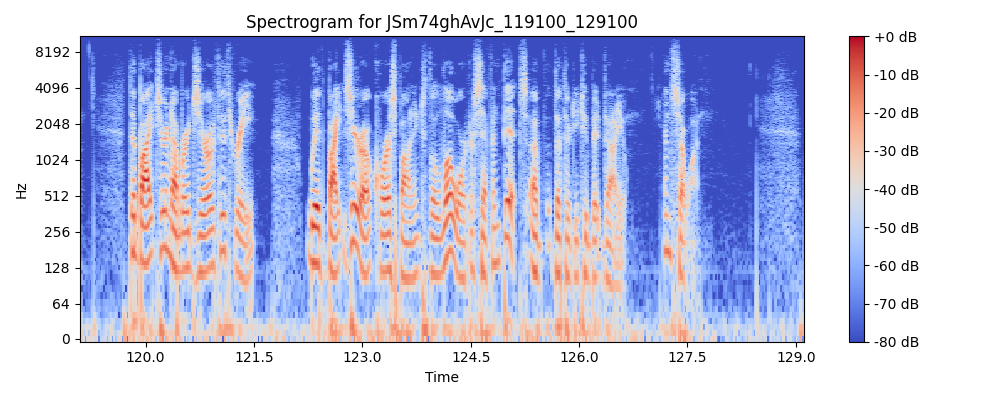 Spectrogram for JSm74ghAvJc_119100_129100
Hz
8192
4096
2048
1024
512
256
128
64
0
120.0 121.5 123.0 124.5 126.0 127.5 129.0
Time
+0 dB
-10 dB
-20 dB
-30 dB
-40 dB
-50 dB
-60 dB
-70 dB
-80 dB